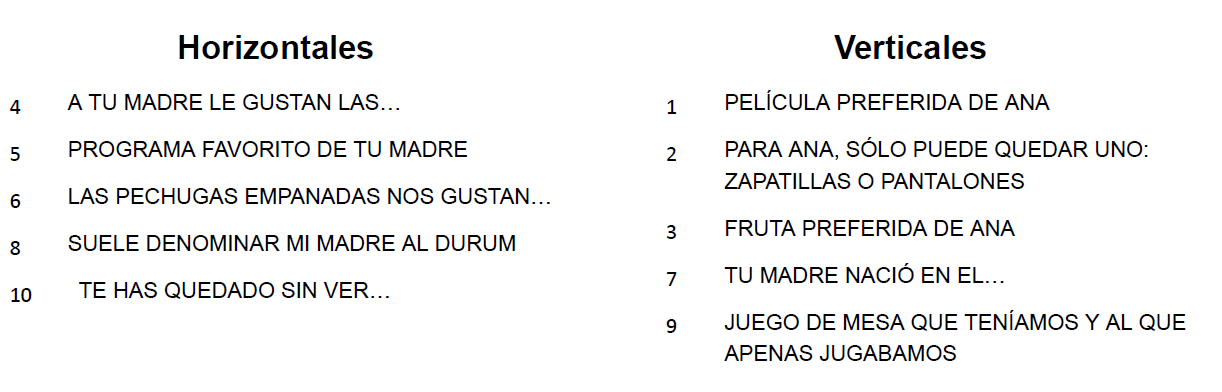 Horizontales
4 A TU MADRE LE GUSTAN LAS…
5 PROGRAMA FAVORITO DE TU MADRE
6 LAS PECHUGAS EMPANADAS NOS GUSTAN…
8 SUELE DENOMINAR MI MADRE AL DURUM
10 TE HAS QUEDADO SIN VER…
Verticales
1 PELÍCULA PREFERIDA DE ANA
2 PARA ANA, SÓLO PUEDE QUEDAR UNO:
ZAPATILLAS O PANTALONES
3 FRUTA PREFERIDA DE ANA
7 TU MADRE NACIÓ EN EL…
9 JUEGO DE MESA QUE TENÍAMOS Y AL QUE
APENAS JUGABAMOS